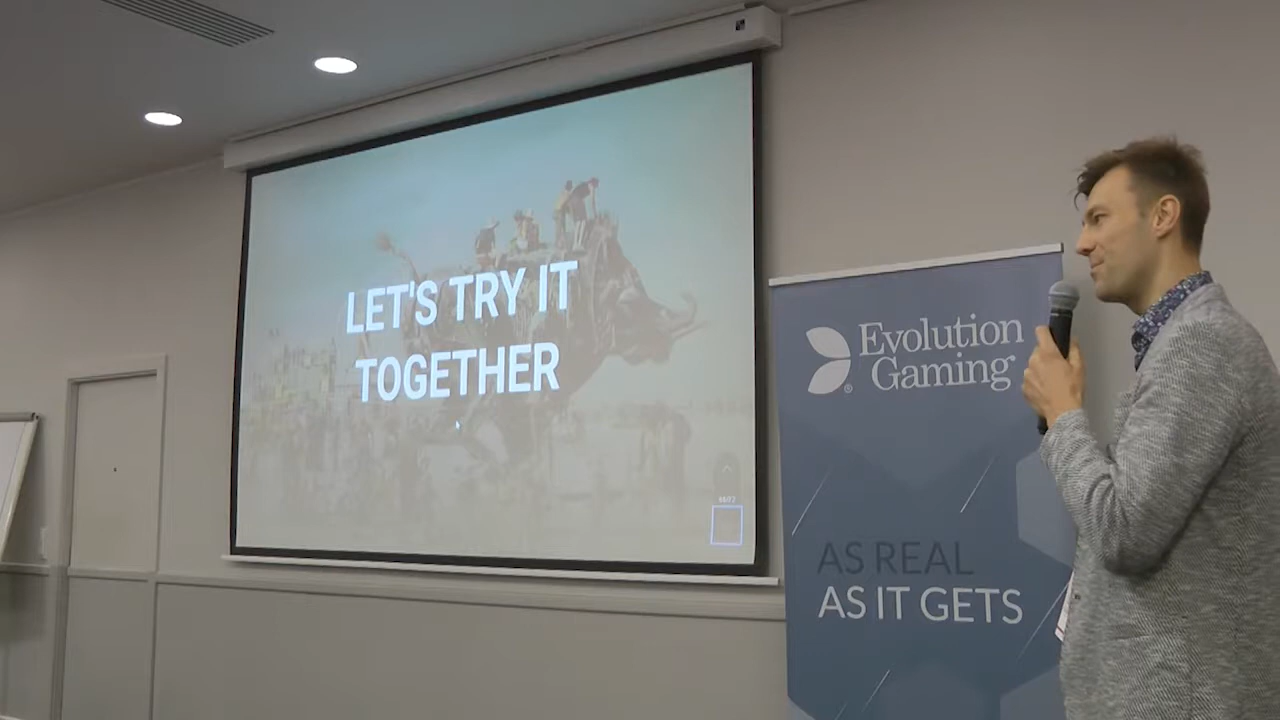 LET'S TRY IT
TOGETHER
Evolution
Gaming
AS REAL
AS IT GETS